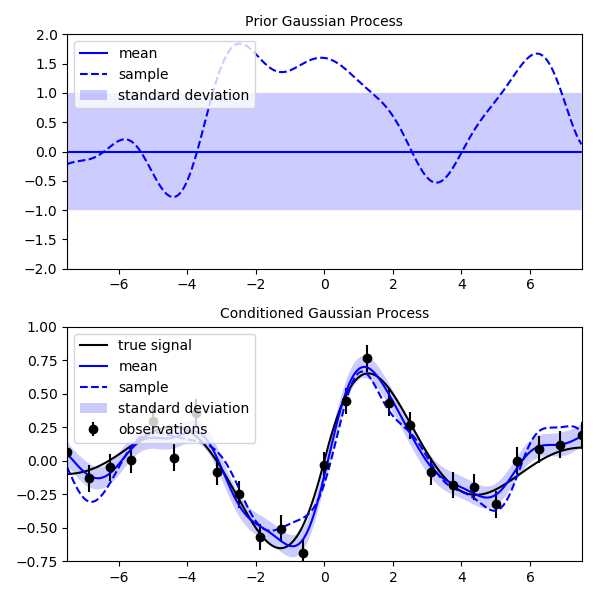 Prior Gaussian Process
2.0
1.5
1.0
0.5
0.0
−0.5
−1.0
−1.5
−2.0
mean
sample
standard deviation
−6 −4 −2 0 2 4 6
Conditioned Gaussian Process
1.00
0.75
0.50
0.25
0.00
−0.25
−0.50
−0.75
true signal
mean
sample
standard deviation
observations
−6 −4 −2 0 2 4 6